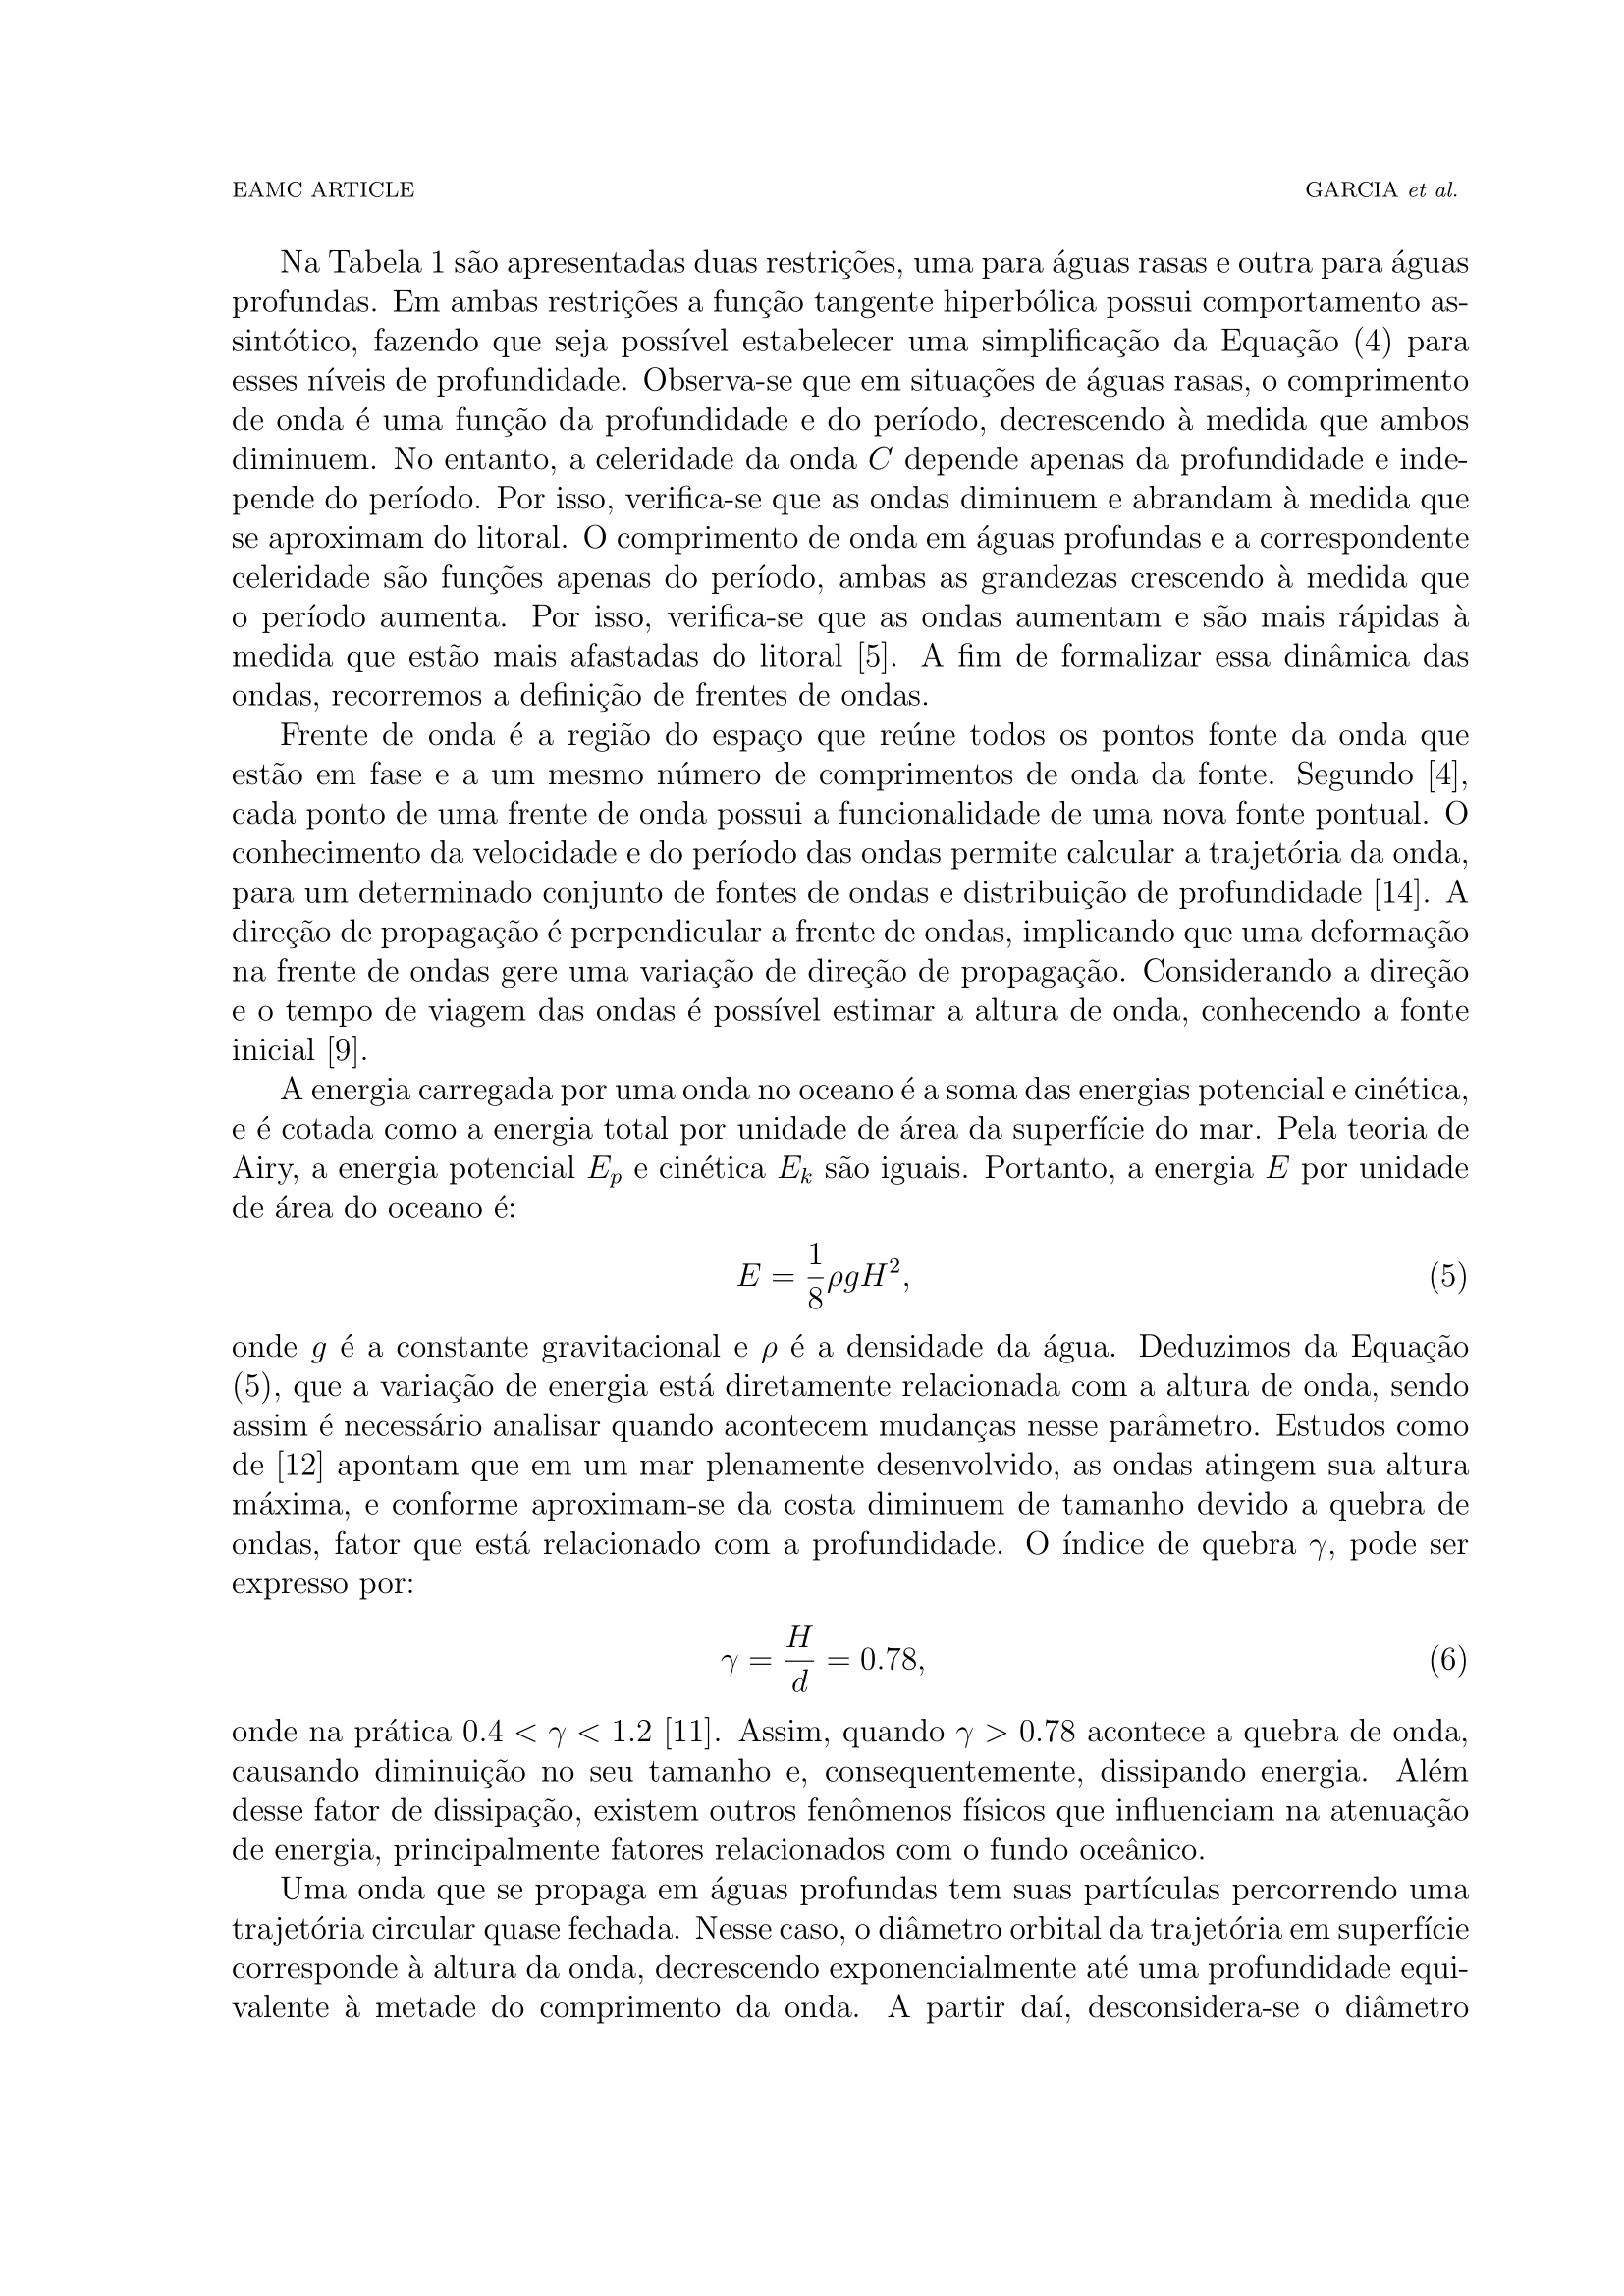 EAMC ARTICLE GARCIA et al.
Na Tabela 1 são apresentadas duas restrições, uma para águas rasas e outra para águas
profundas. Em ambas restrições a função tangente hiperbólica possui comportamento as-
sintótico, fazendo que seja possível estabelecer uma simplificação da Equação (4) para
esses níveis de profundidade. Observa-se que em situações de águas rasas, o comprimento
de onda é uma função da profundidade e do período, decrescendo à medida que ambos
diminuem. No entanto, a celeridade da onda C depende apenas da profundidade e inde-
pende do período. Por isso, verifica-se que as ondas diminuem e abrandam à medida que
se aproximam do litoral. O comprimento de onda em águas profundas e a correspondente
celeridade são funções apenas do período, ambas as grandezas crescendo à medida que
o período aumenta. Por isso, verifica-se que as ondas aumentam e são mais rápidas à
medida que estão mais afastadas do litoral [5]. A fim de formalizar essa dinâmica das
ondas, recorremos a definição de frentes de ondas.
Frente de onda é a região do espaço que reúne todos os pontos fonte da onda que
estão em fase e a um mesmo número de comprimentos de onda da fonte. Segundo [4],
cada ponto de uma frente de onda possui a funcionalidade de uma nova fonte pontual. O
conhecimento da velocidade e do período das ondas permite calcular a trajetória da onda,
para um determinado conjunto de fontes de ondas e distribuição de profundidade [14]. A
direção de propagação é perpendicular a frente de ondas, implicando que uma deformação
na frente de ondas gere uma variação de direção de propagação. Considerando a direção
e o tempo de viagem das ondas é possível estimar a altura de onda, conhecendo a fonte
inicial [9].
A energia carregada por uma onda no oceano é a soma das energias potencial e cinética,
e é cotada como a energia total por unidade de área da superfície do mar. Pela teoria de
Airy, a energia potencial E_p e cinética E_k são iguais. Portanto, a energia E por unidade
de área do oceano é:
E = \frac{1}{8} ρgH², (5)
onde g é a constante gravitacional e ρ é a densidade da água. Deduzimos da Equação
(5), que a variação de energia está diretamente relacionada com a altura de onda, sendo
assim é necessário analisar quando acontecem mudanças nesse parâmetro. Estudos como
de [12] apontam que em um mar plenamente desenvolvido, as ondas atingem sua altura
máxima, e conforme aproximam-se da costa diminuem de tamanho devido a quebra de
ondas, fator que está relacionado com a profundidade. O índice de quebra γ, pode ser
expresso por:
γ = \frac{H}{d} = 0.78, (6)
onde na prática 0.4 < γ < 1.2 [11]. Assim, quando γ > 0.78 acontece a quebra de onda,
causando diminuição no seu tamanho e, consequentemente, dissipando energia. Além
desse fator de dissipação, existem outros fenômenos físicos que influenciam na atenuação
de energia, principalmente fatores relacionados com o fundo oceânico.
Uma onda que se propaga em águas profundas tem suas partículas percorrendo uma
trajetória circular quase fechada. Nesse caso, o diâmetro orbital da trajetória em superfície
corresponde à altura da onda, decrescendo exponencialmente até uma profundidade equi-
valente à metade do comprimento da onda. A partir daí, desconsidera-se o diâmetro